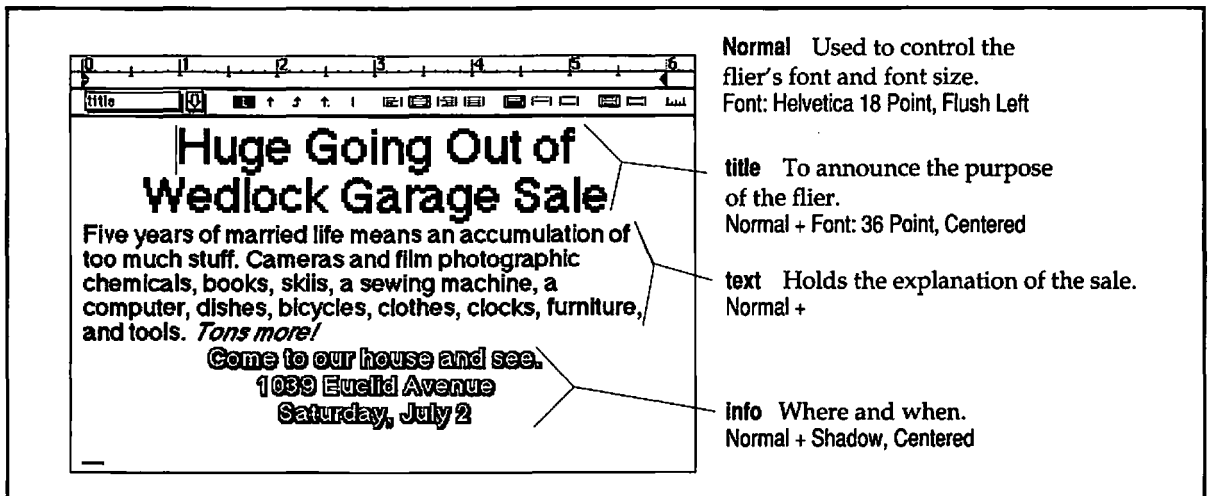 0 1 2 3 4 5 6
title
Huge Going Out of
Wedlock Garage Sale
Five years of married life means an accumulation of
too much stuff. Cameras and film photographic
chemicals, books, skiis, a sewing machine, a
computer, dishes, bicycles, clothes, clocks, furniture,
and tools. Tons more!
Come to our house and see.
1039 Euclid Avenue
Saturday, July 2
Normal Used to control the
flier's font and font size.
Font: Helvetica 18 Point, Flush Left
title To announce the purpose
of the flier.
Normal + Font: 36 Point, Centered
text Holds the explanation of the sale.
Normal +
info Where and when.
Normal + Shadow, Centered